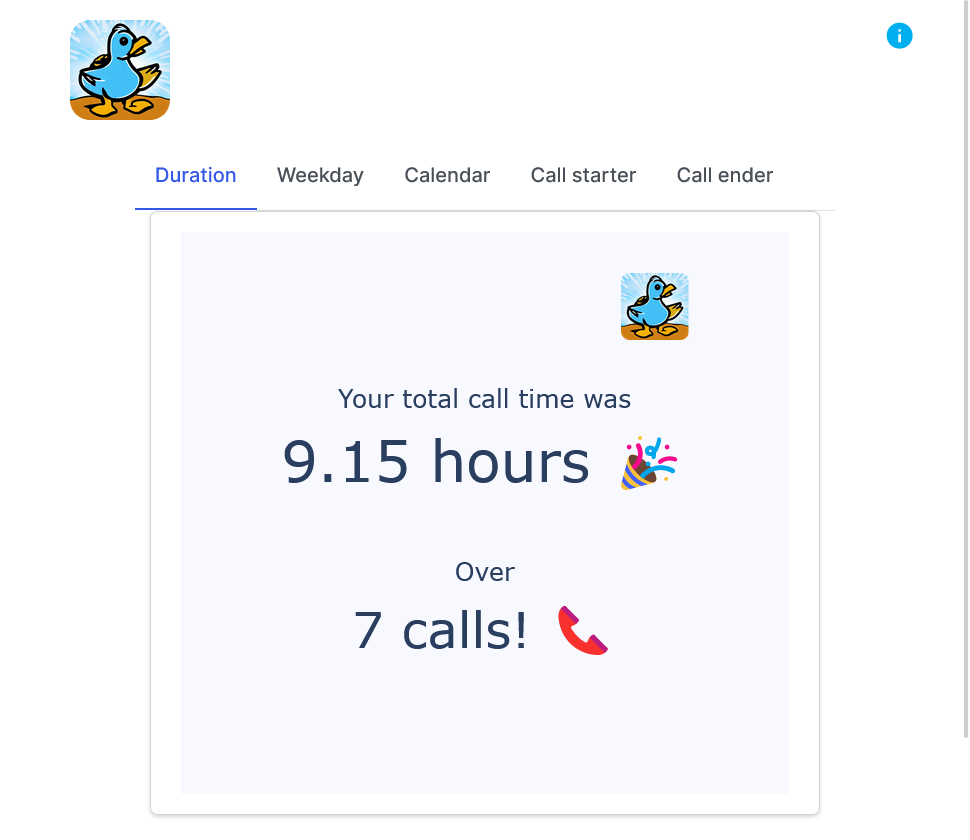 Duration Weekday Calendar Call starter Call ender
Your total call time was
9.15 hours 🎉
Over
7 calls! 📞